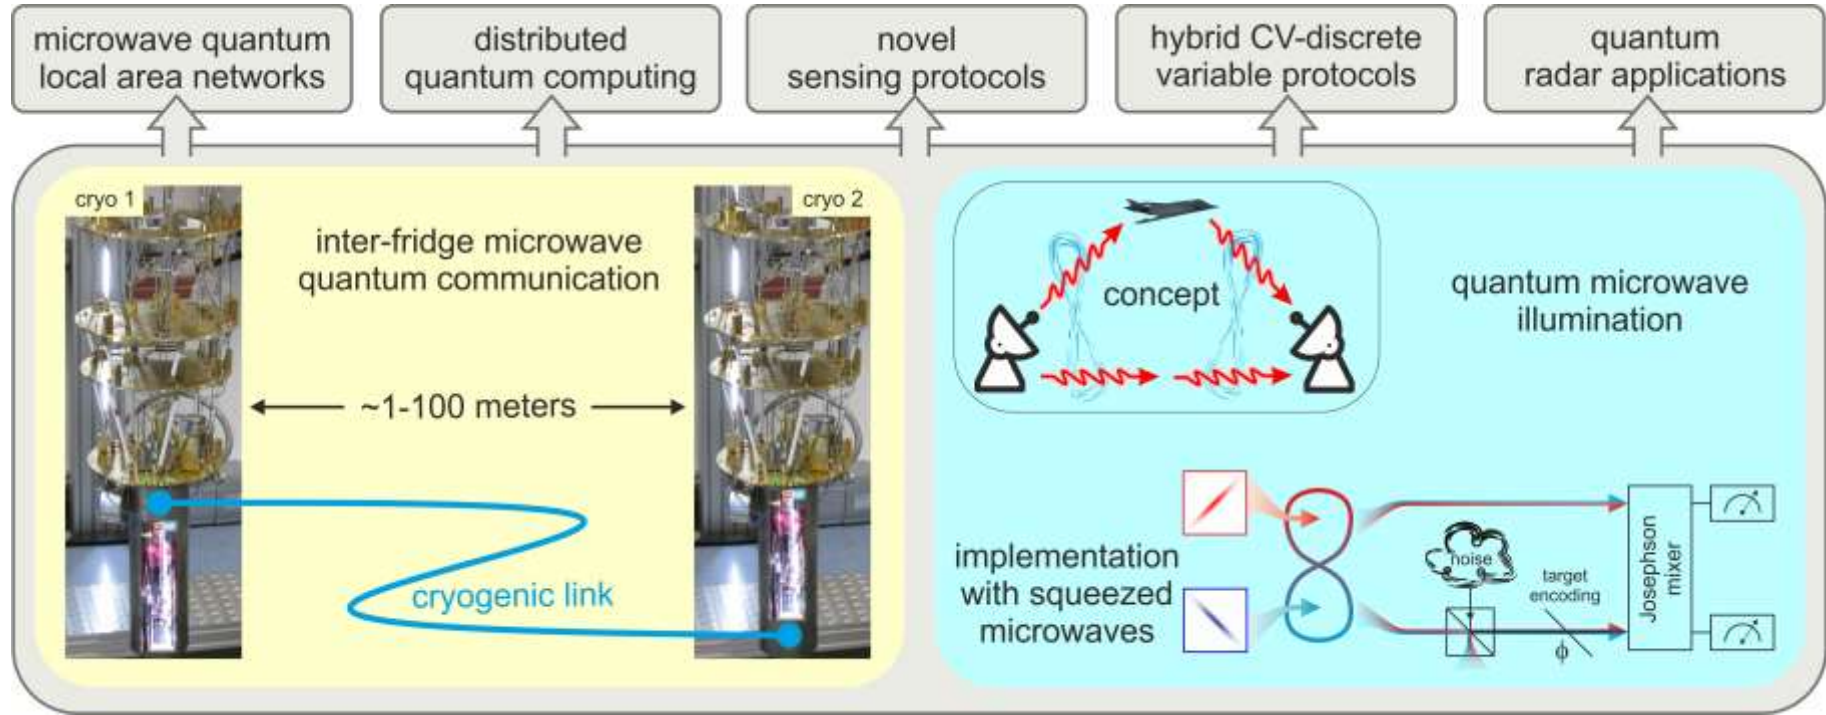 microwave quantum
local area networks
distributed
quantum computing
novel
sensing protocols
hybrid CV-discrete
variable protocols
quantum
radar applications
cryo 1
cryo 2
inter-fridge microwave
quantum communication
~1-100 meters
cryogenic link
concept
quantum microwave
illumination
implementation
with squeezed
microwaves
noise
target
encoding
ϕ
Josephson
mixer